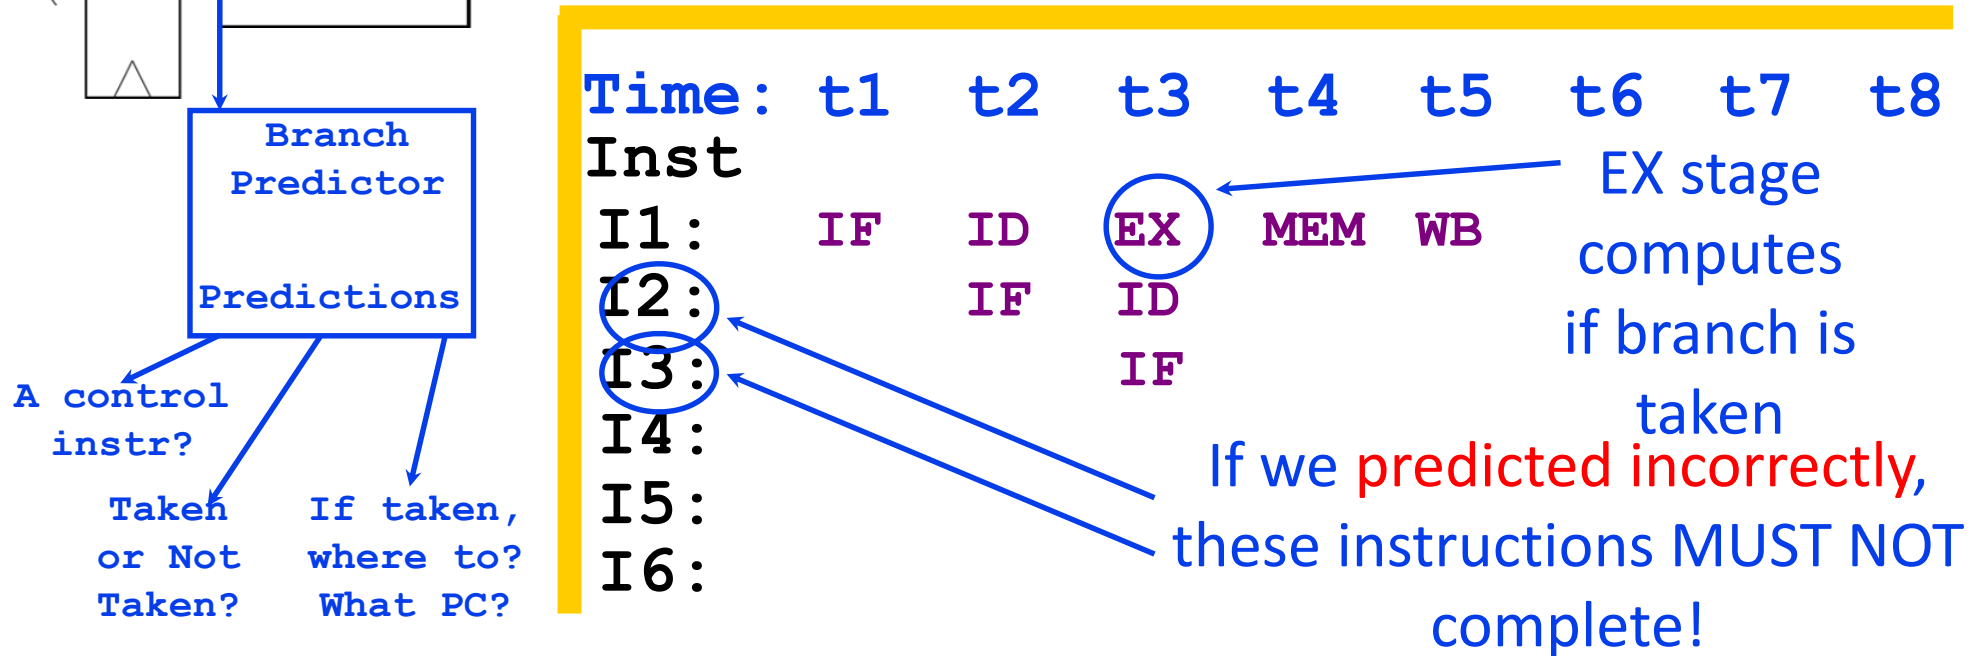 Branch
Predictor
Predictions
A control
instr?
Taken
or Not
Taken?
If taken,
where to?
What PC?
Time: t1 t2 t3 t4 t5 t6 t7 t8
Inst
I1: IF ID EX MEM WB
I2: IF ID
I3: IF
I4:
I5:
I6:
EX stage
computes
if branch is
taken
If we predicted incorrectly,
these instructions MUST NOT
complete!